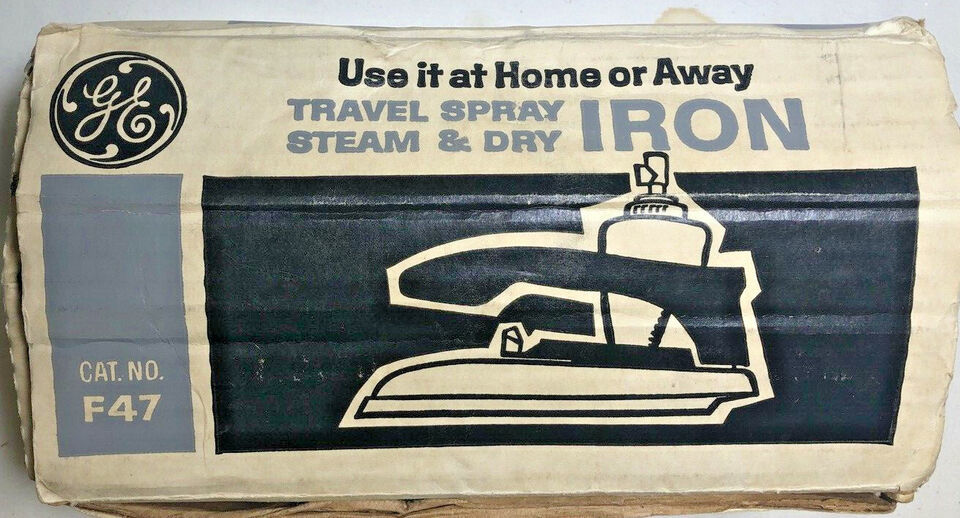 GE
Use it at Home or Away
TRAVEL SPRAY
STEAM & DRY
IRON
CAT. NO.
F47